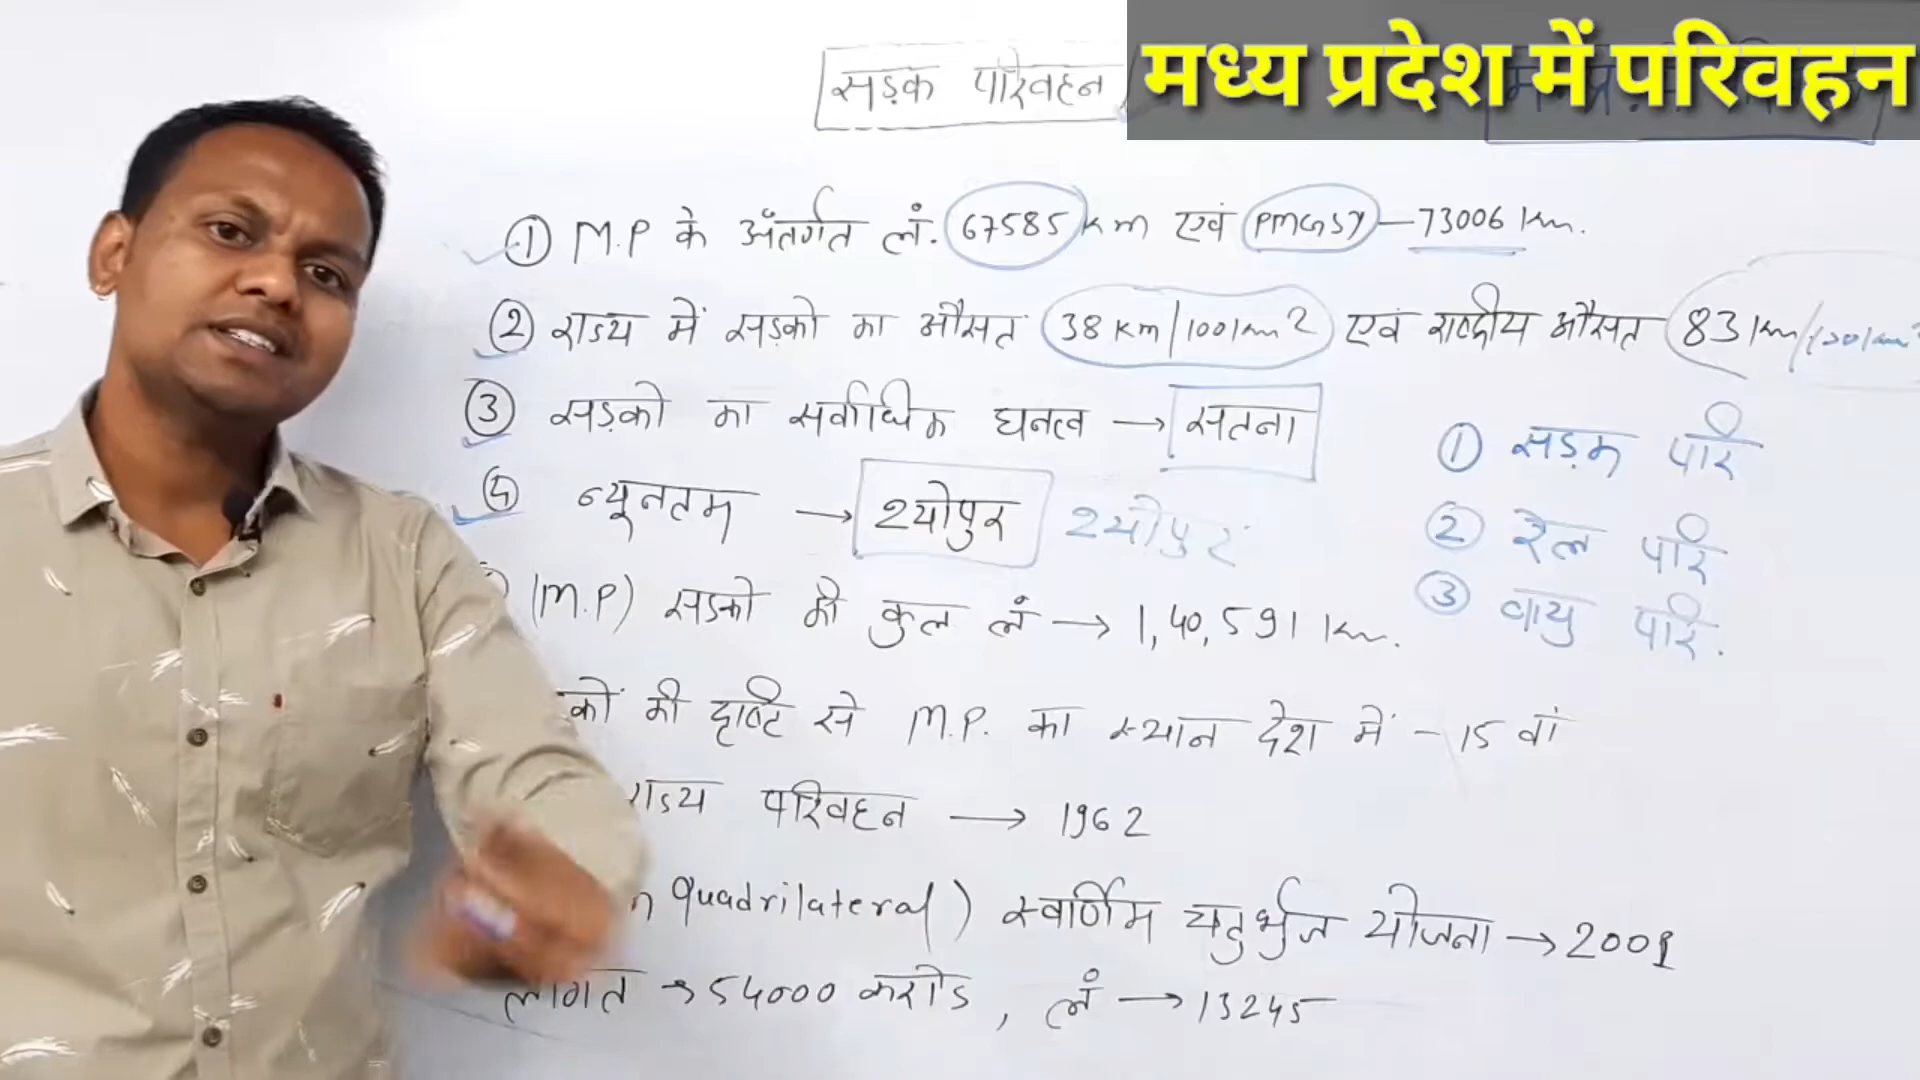 मध्य प्रदेश में परिवहन
सड़क परिवहन
① M.P के अंतर्गत लं. 67585 km एवं PMGSY – 73006 km.
② राज्य में सड़को का औसत 38 km/100km² एवं राष्ट्रीय औसत 83 km/100km²
③ सड़को का सर्वाधिक घनत्व → सतना
④ न्यूनतम → श्योपुर श्योपुर
(M.P) सड़को की कुल लं → 1,40,591 km.
को की दृष्टि से M.P. का स्थान देश में – 15 वां
राज्य परिवहन → 1962
n Quadrilateral) स्वर्णिम चतुर्भुज योजना → 2001
लागत → 54000 करोड, लं → 13245
① सड़क परि
② रेल परि
③ वायु परि.